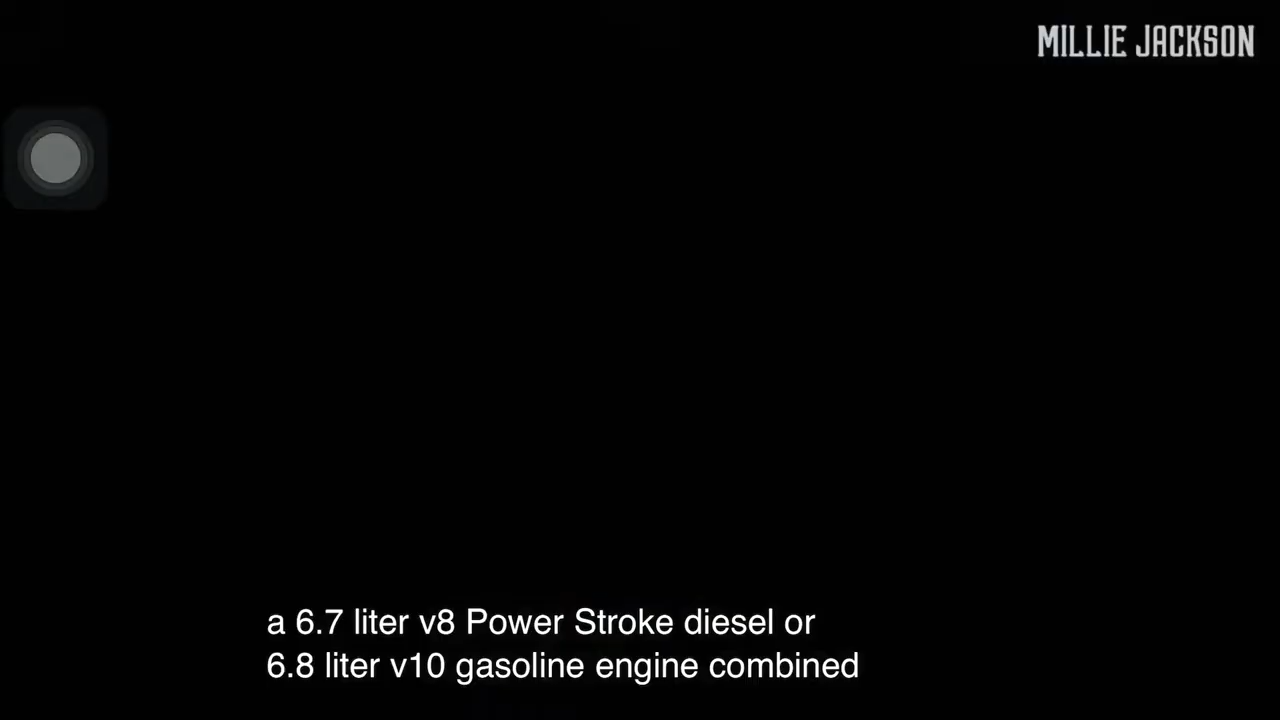 MILLIE JACKSON
a 6.7 liter v8 Power Stroke diesel or
6.8 liter v10 gasoline engine combined